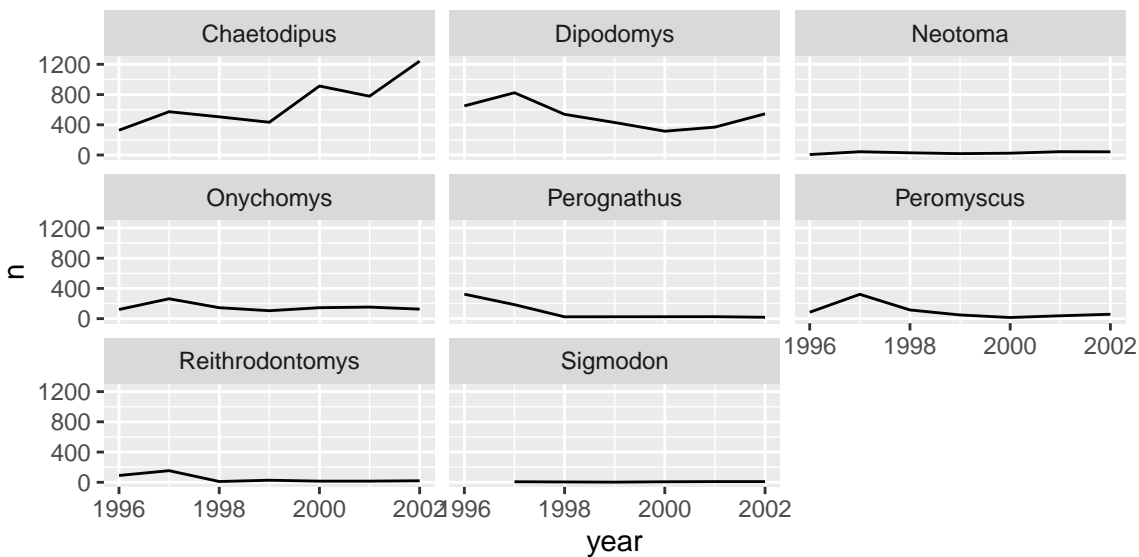 Chaetodipus Dipodomys Neotoma
1200
800
400
0
Onychomys Perognathus Peromyscus
1200
800
400
0
1996 1998 2000 2002
Reithrodontomys Sigmodon
1200
800
400
0
1996 1998 2000 2002 1996 1998 2000 2002
n
year